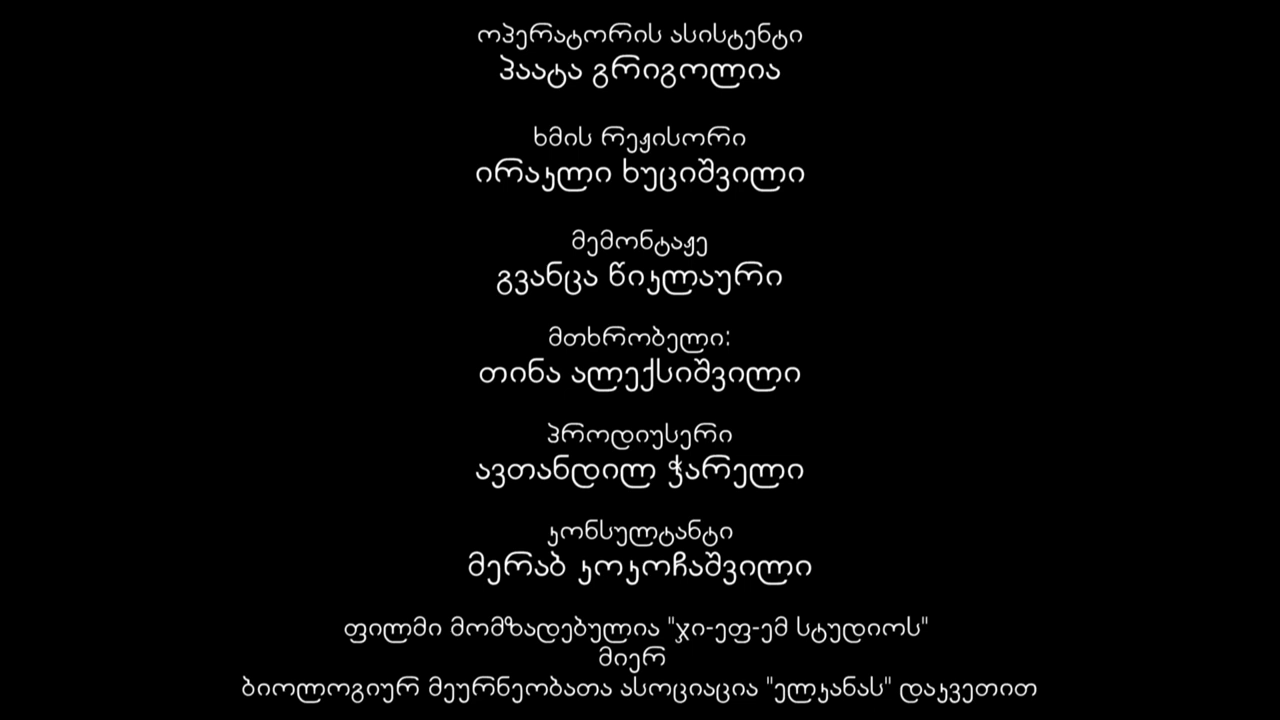 ოპერატორის ასისტენტი
პაატა გრიგოლია
ხმის რეჟისორი
ირაკლი ხუციშვილი
მემონტაჟე
გვანცა წიკლაური
მთხრობელი:
თინა ალექსიშვილი
პროდიუსერი
ავთანდილ ჭარელი
კონსულტანტი
მერაბ კოკოჩაშვილი
ფილმი მომზადებულია "ჯი-ეფ-ემ სტუდიოს"
მიერ
ბიოლოგიურ მეურნეობათა ასოციაცია "ელკანას" დაკვეთით